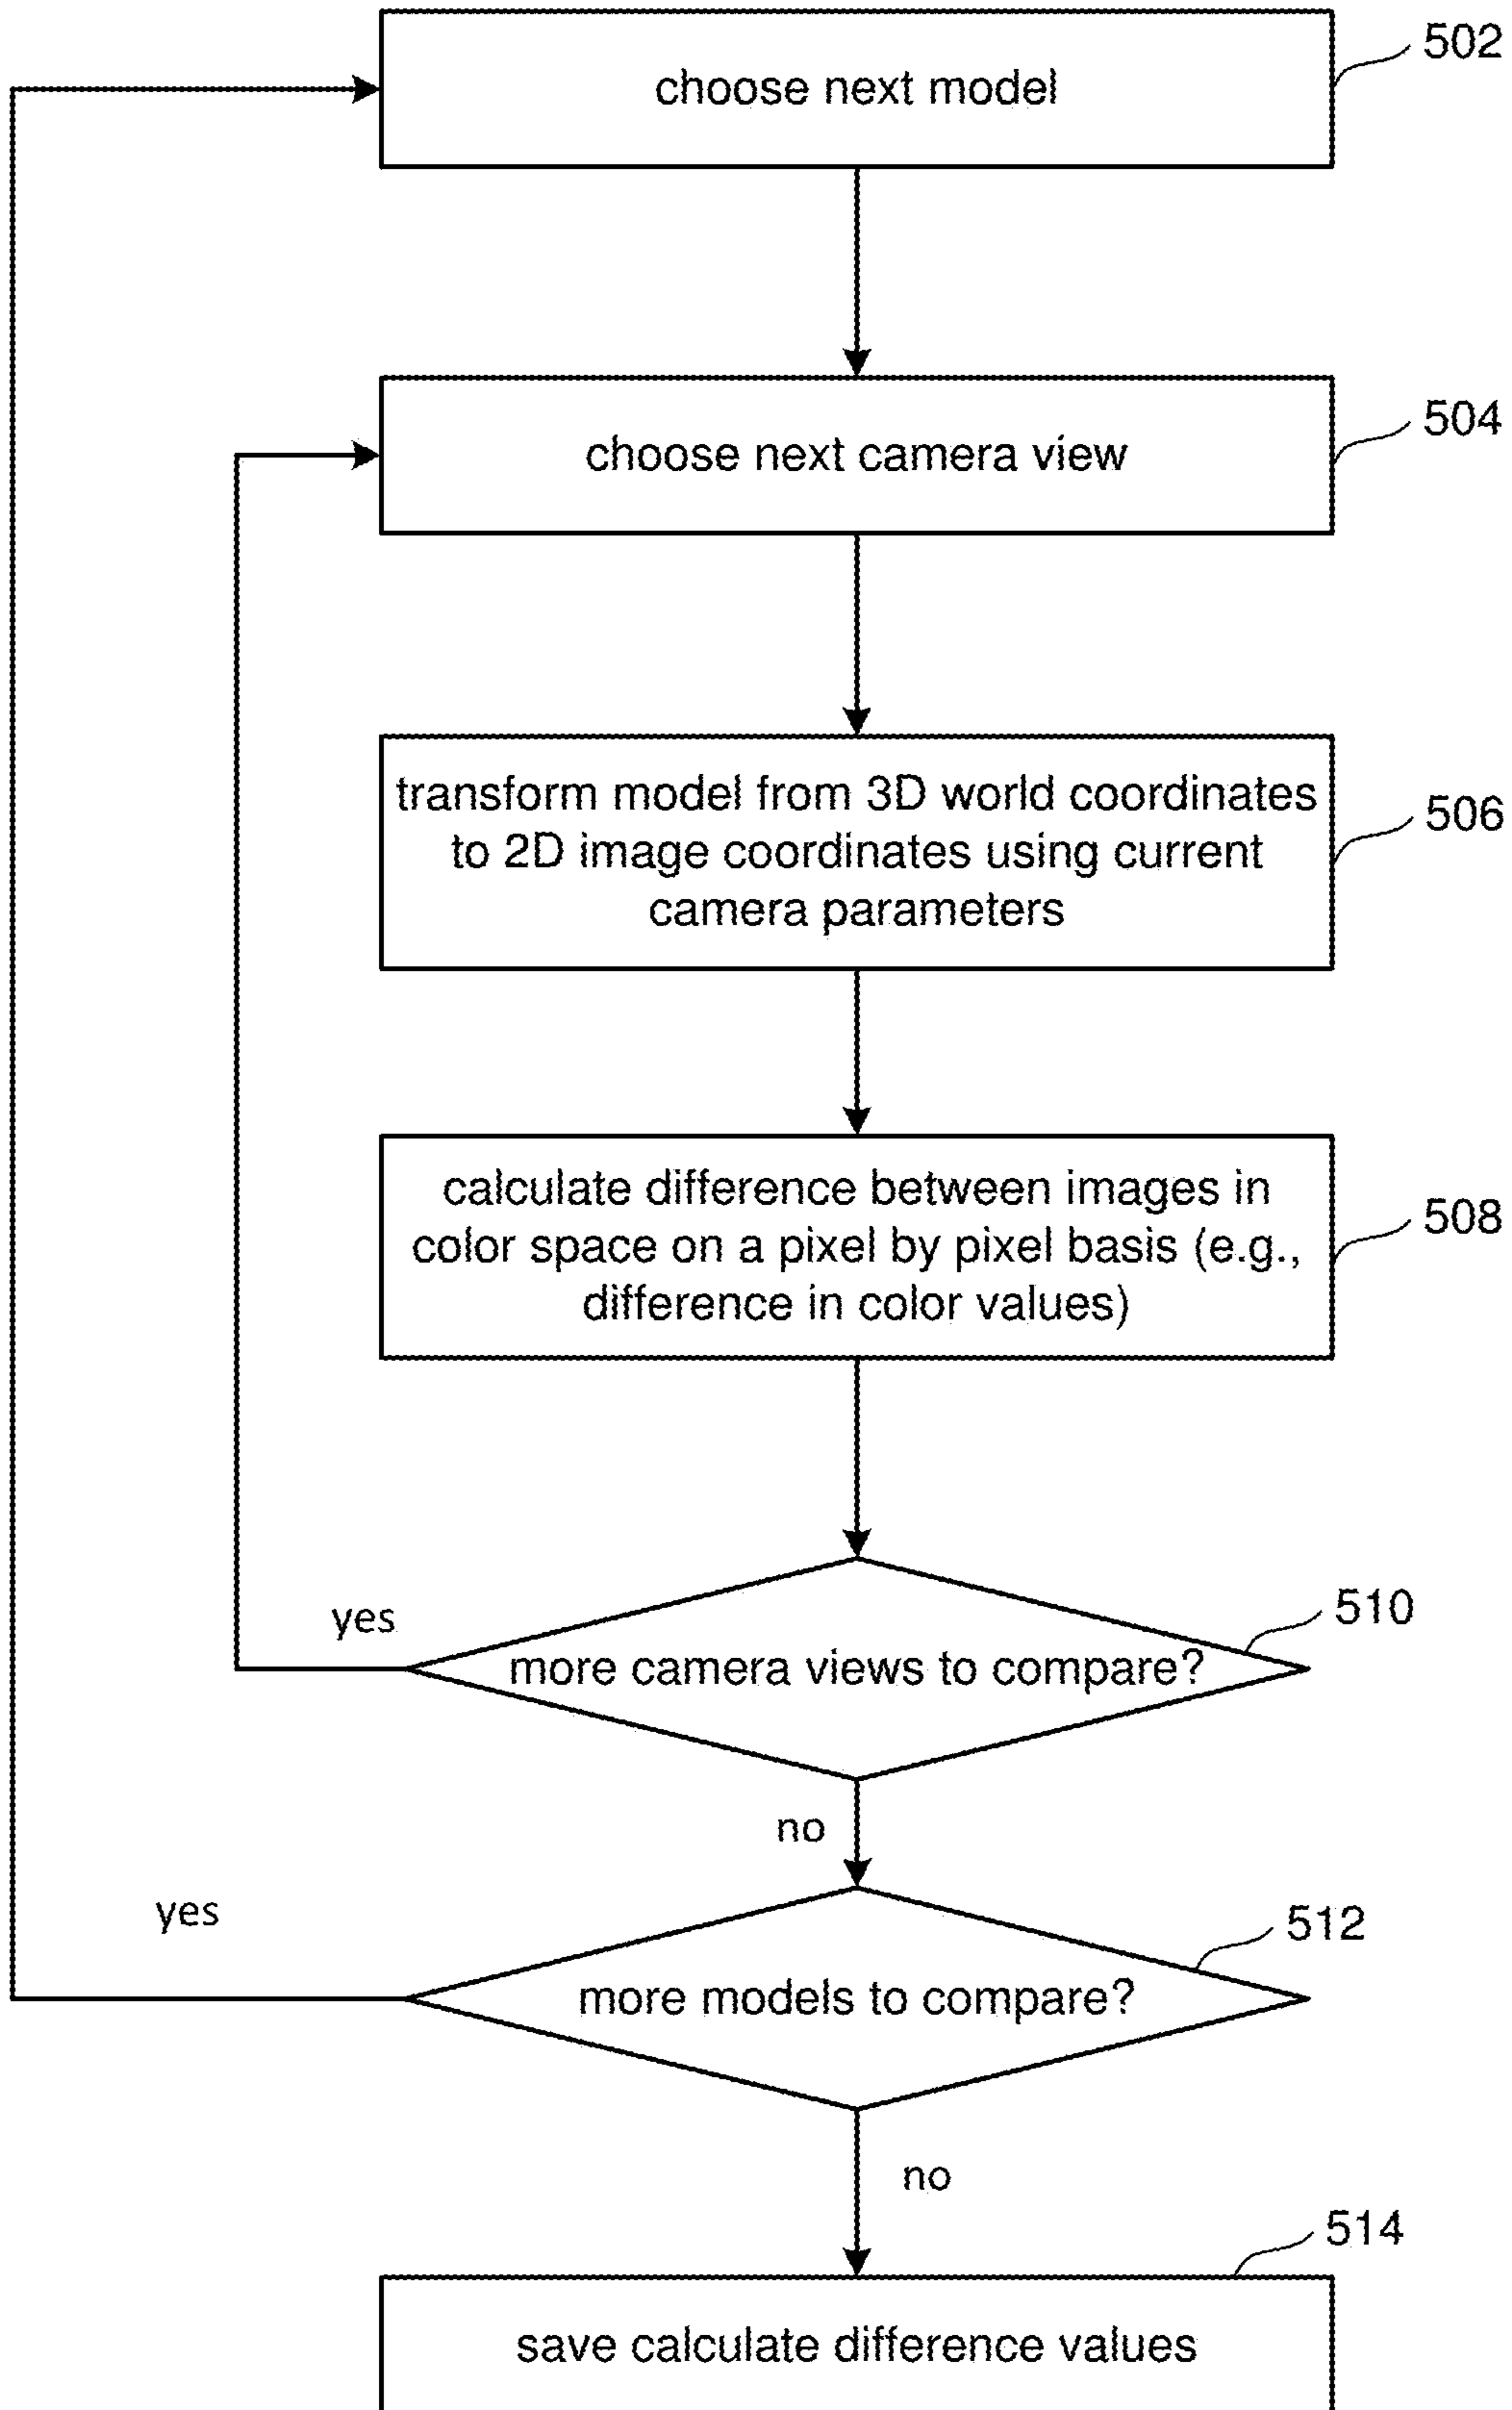 502
choose next model
504
choose next camera view
transform model from 3D world coordinates
506
to 2D image coordinates using current
camera parameters
calculate difference between images in
508
color space on a pixel by pixel basis (e.g.,
difference in color values)
yes
510
more camera views to compare?
no
yes
512
more models to compare?
no
514
save calculate difference values